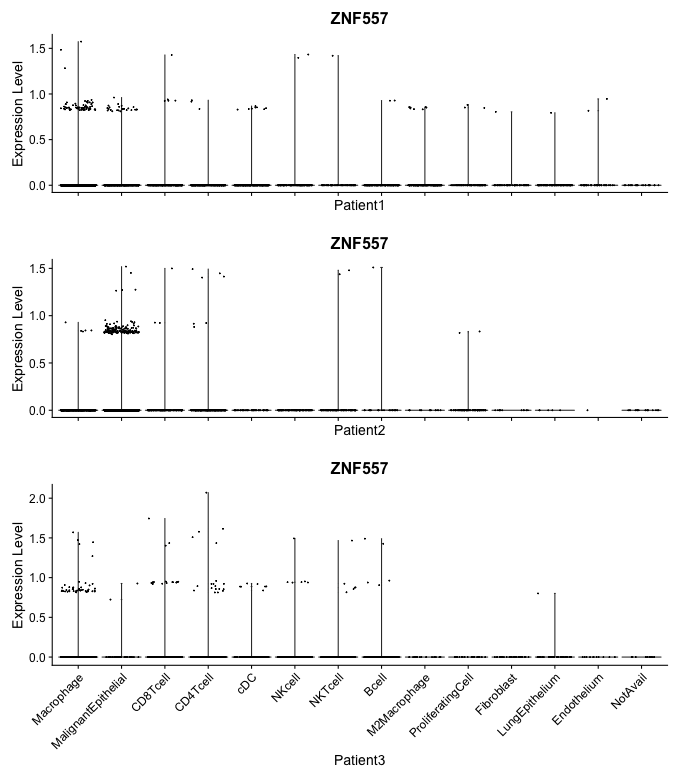 ZNF557
Expression Level
1.5
1.0
0.5
0.0
Patient1
ZNF557
Expression Level
1.5
1.0
0.5
0.0
Patient2
ZNF557
Expression Level
2.0
1.5
1.0
0.5
0.0
Macrophage
MalignantEpithelial
CD8Tcell
CD4Tcell
cDC
NKcell
NKTcell
Bcell
M2Macrophage
ProliferatingCell
Fibroblast
LungEpithelium
Endothelium
NotAvail
Patient3